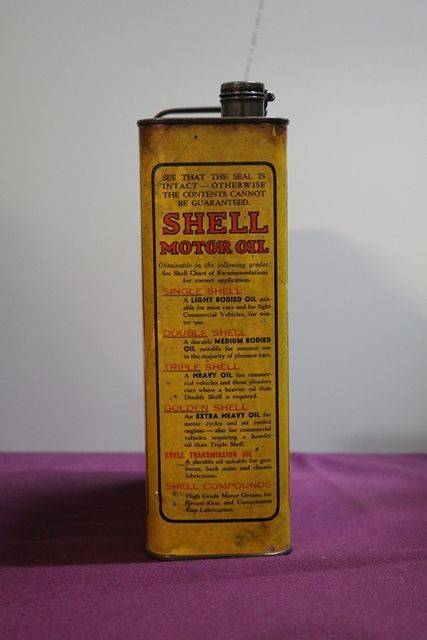 SEE THAT THE SEAL IS
INTACT — OTHERWISE
THE CONTENTS CANNOT
BE GUARANTEED.
SHELL
MOTOR OIL
Obtainable in the following grades:
See Shell Chart of Recommendations
for correct application.
SINGLE SHELL
A LIGHT BODIED OIL suit-
able for most cars and for light
Commercial Vehicles, for win-
ter use.
DOUBLE SHELL
A durable MEDIUM BODIED
OIL suitable for summer use
in the majority of pleasure cars.
TRIPLE SHELL
A HEAVY OIL for commer-
cial vehicles and those pleasure
cars where a heavier oil than
Double Shell is required.
GOLDEN SHELL
An EXTRA HEAVY OIL for
motor cycles and air cooled
engines — also for commercial
vehicles requiring a heavier
oil than Triple Shell.
SHELL TRANSMISSION OIL
A durable oil suitable for gear
boxes, back axles and chassis
lubrication.
SHELL COMPOUNDS
High Grade Motor Greases for
Grease Gun and Compression
Cup Lubrication.